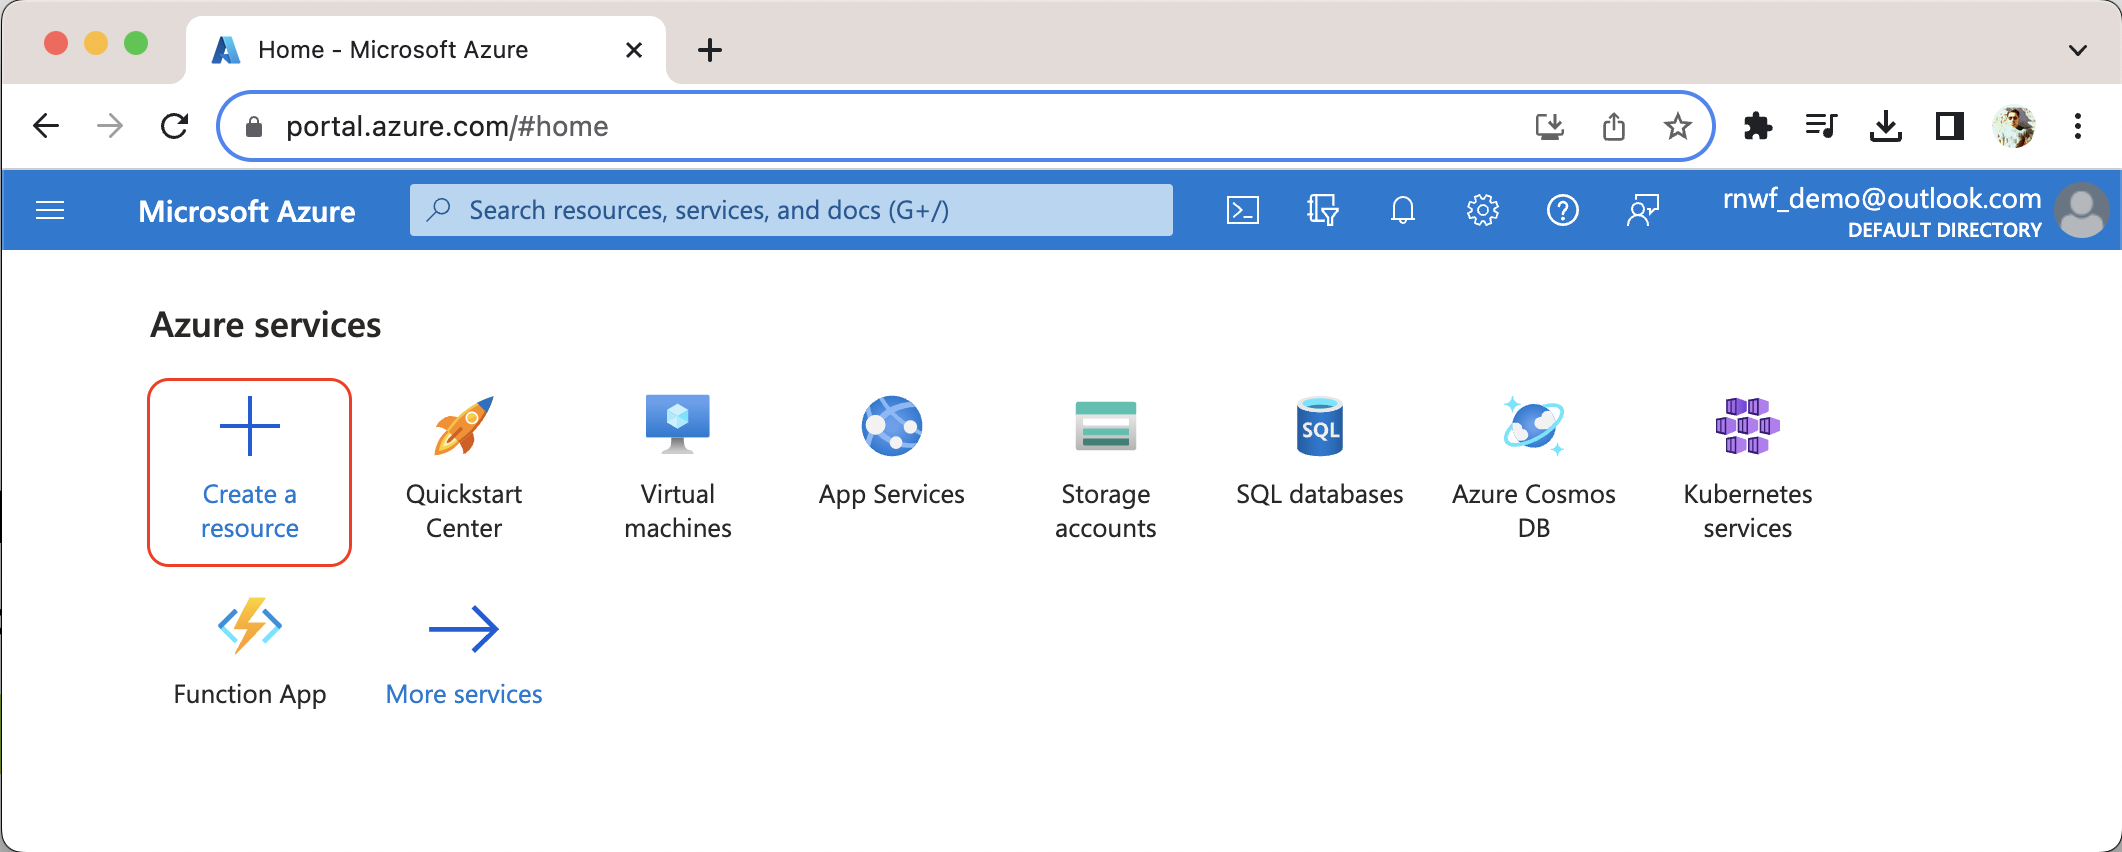 Home - Microsoft Azure
portal.azure.com/#home
Microsoft Azure
Search resources, services, and docs (G+/)
rnwf_demo@outlook.com
DEFAULT DIRECTORY
Azure services
Create a
resource
Quickstart
Center
Virtual
machines
App Services
Storage
accounts
SQL
SQL databases
Azure Cosmos
DB
Kubernetes
services
Function App
More services